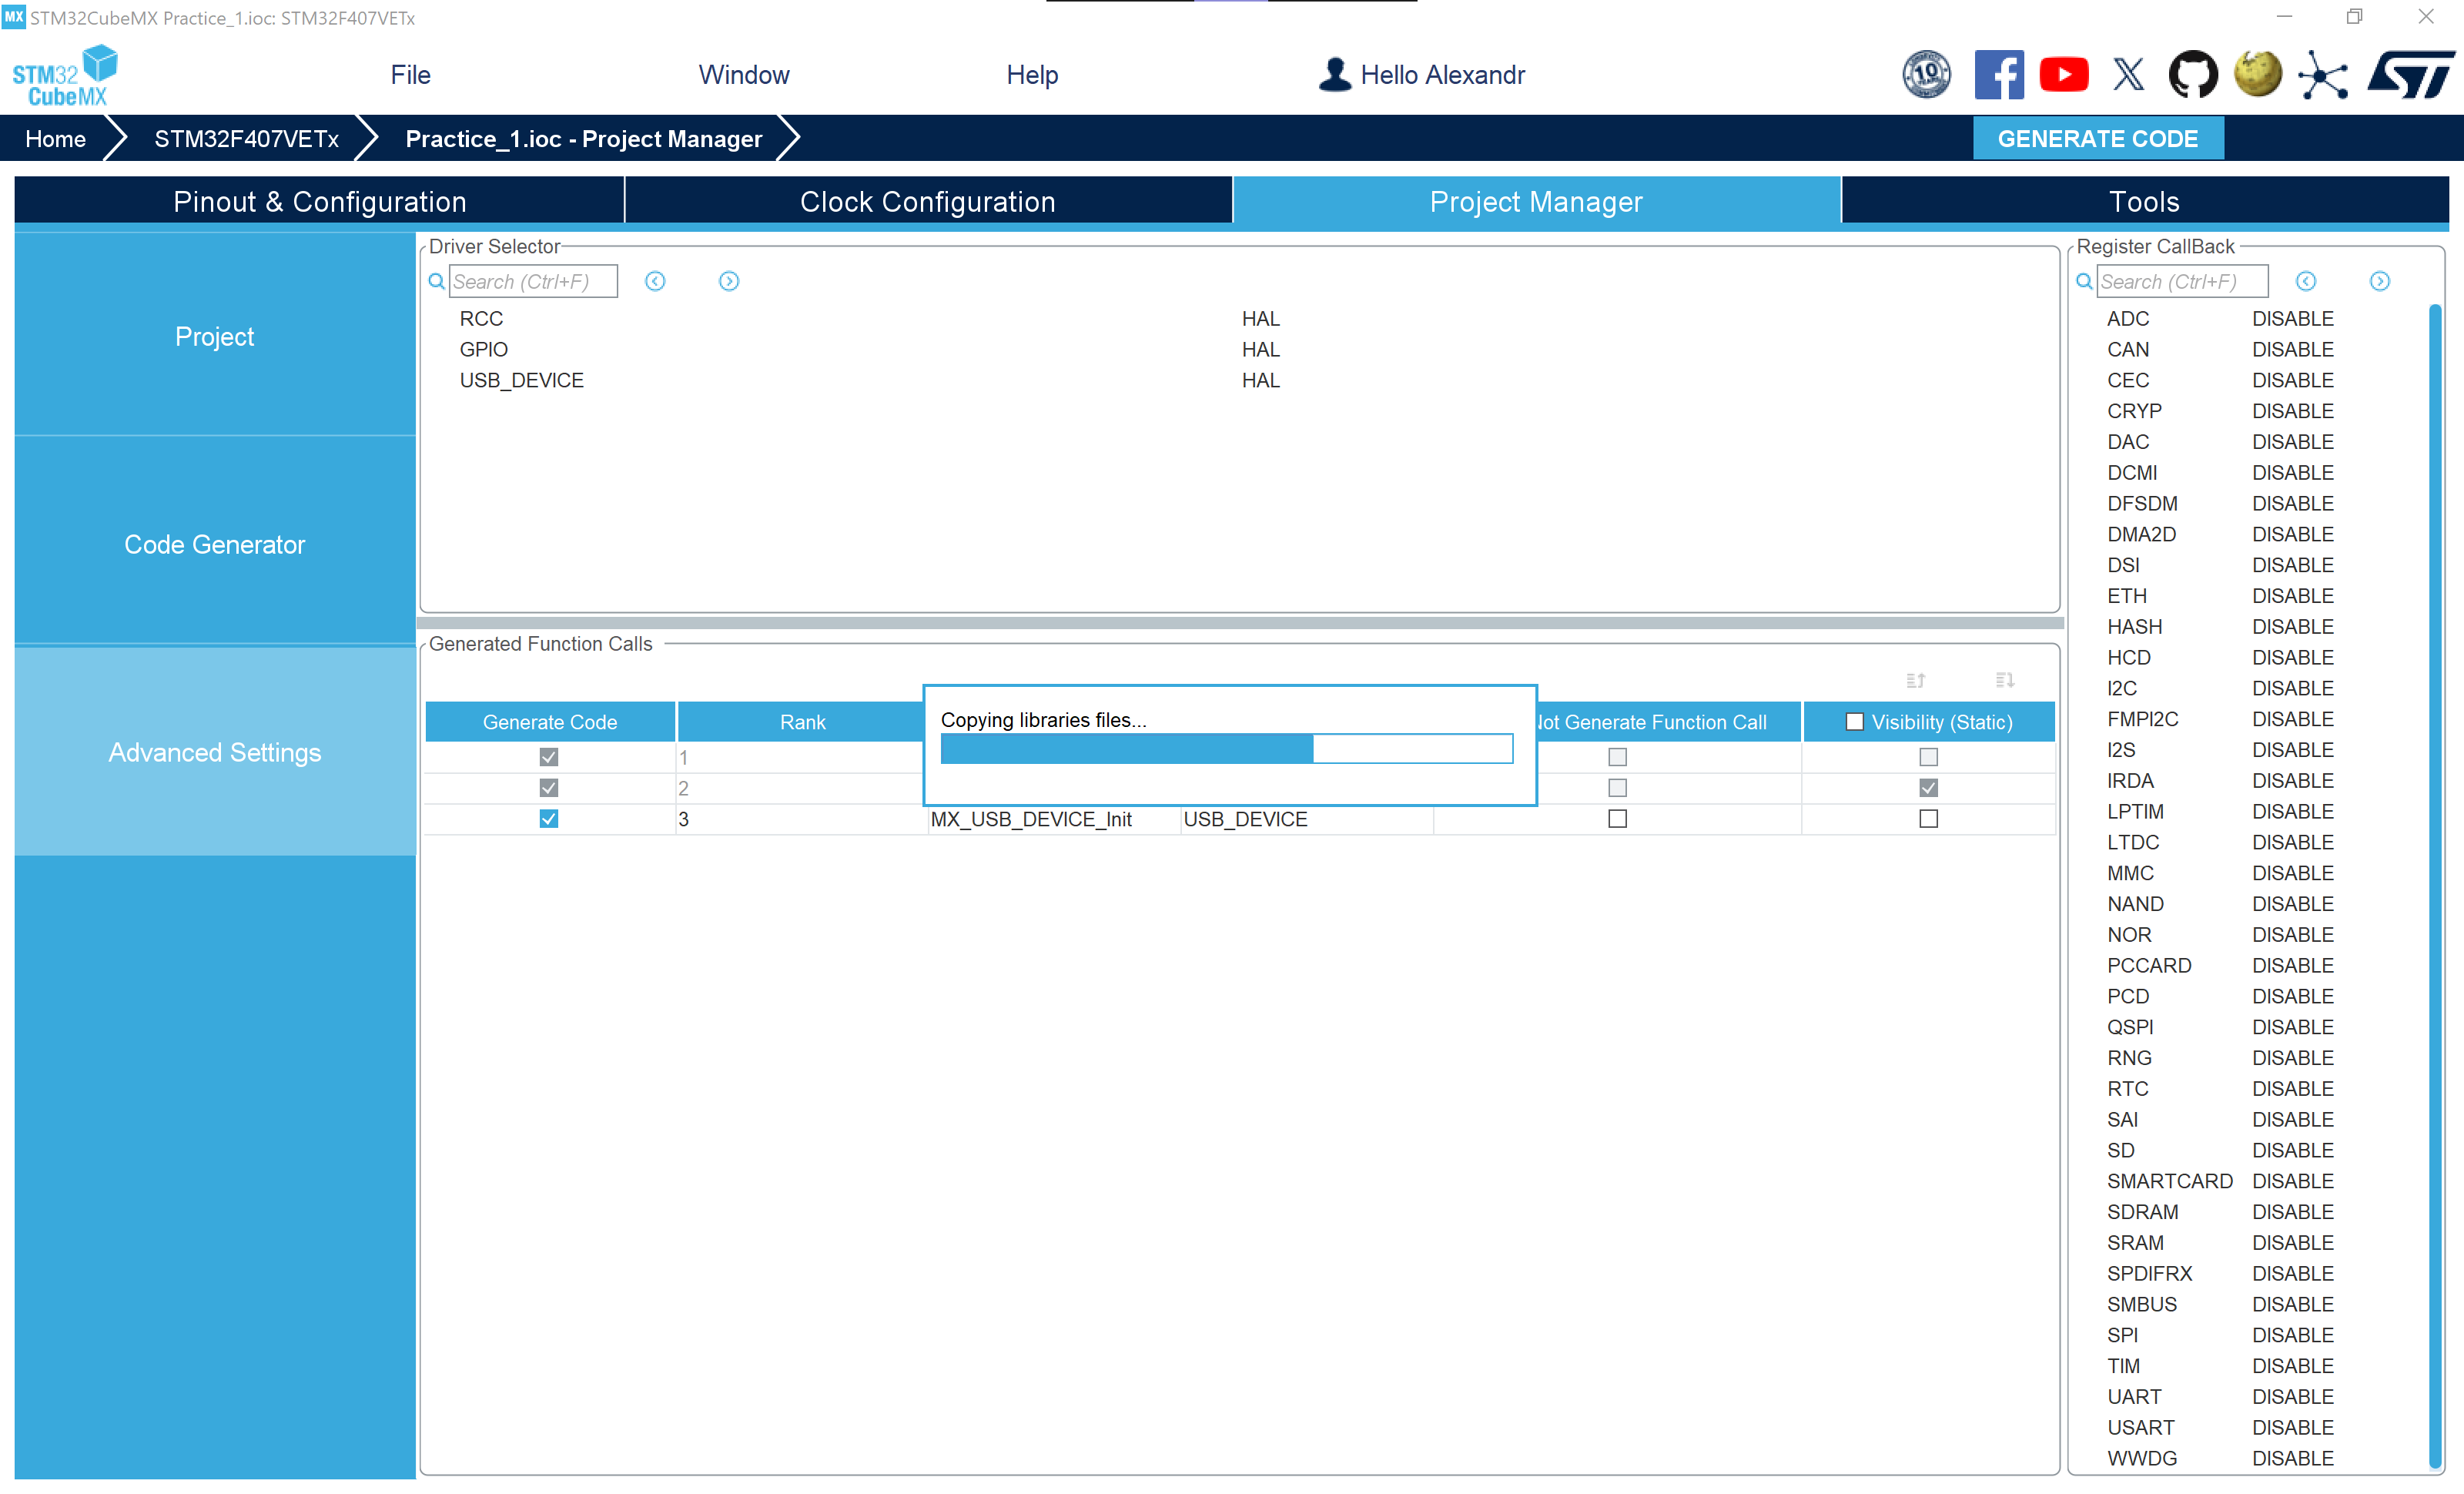 MX STM32CubeMX Practice_1.ioc: STM32F407VETx
STM32 CubeMX
File
Window
Help
Hello Alexandr
10
ST
Home
STM32F407VETx
Practice_1.ioc - Project Manager
GENERATE CODE
Pinout & Configuration
Clock Configuration
Project Manager
Tools
Project
Code Generator
Advanced Settings
Driver Selector
Search (Ctrl+F)
RCC HAL
GPIO HAL
USB_DEVICE HAL
Generated Function Calls
Generate Code Rank Not Generate Function Call Visibility (Static)
1
2
3 MX_USB_DEVICE_Init USB_DEVICE
Copying libraries files...
Register CallBack
Search (Ctrl+F)
ADC DISABLE
CAN DISABLE
CEC DISABLE
CRYP DISABLE
DAC DISABLE
DCMI DISABLE
DFSDM DISABLE
DMA2D DISABLE
DSI DISABLE
ETH DISABLE
HASH DISABLE
HCD DISABLE
I2C DISABLE
FMPI2C DISABLE
I2S DISABLE
IRDA DISABLE
LPTIM DISABLE
LTDC DISABLE
MMC DISABLE
NAND DISABLE
NOR DISABLE
PCCARD DISABLE
PCD DISABLE
QSPI DISABLE
RNG DISABLE
RTC DISABLE
SAI DISABLE
SD DISABLE
SMARTCARD DISABLE
SDRAM DISABLE
SRAM DISABLE
SPDIFRX DISABLE
SMBUS DISABLE
SPI DISABLE
TIM DISABLE
UART DISABLE
USART DISABLE
WWDG DISABLE